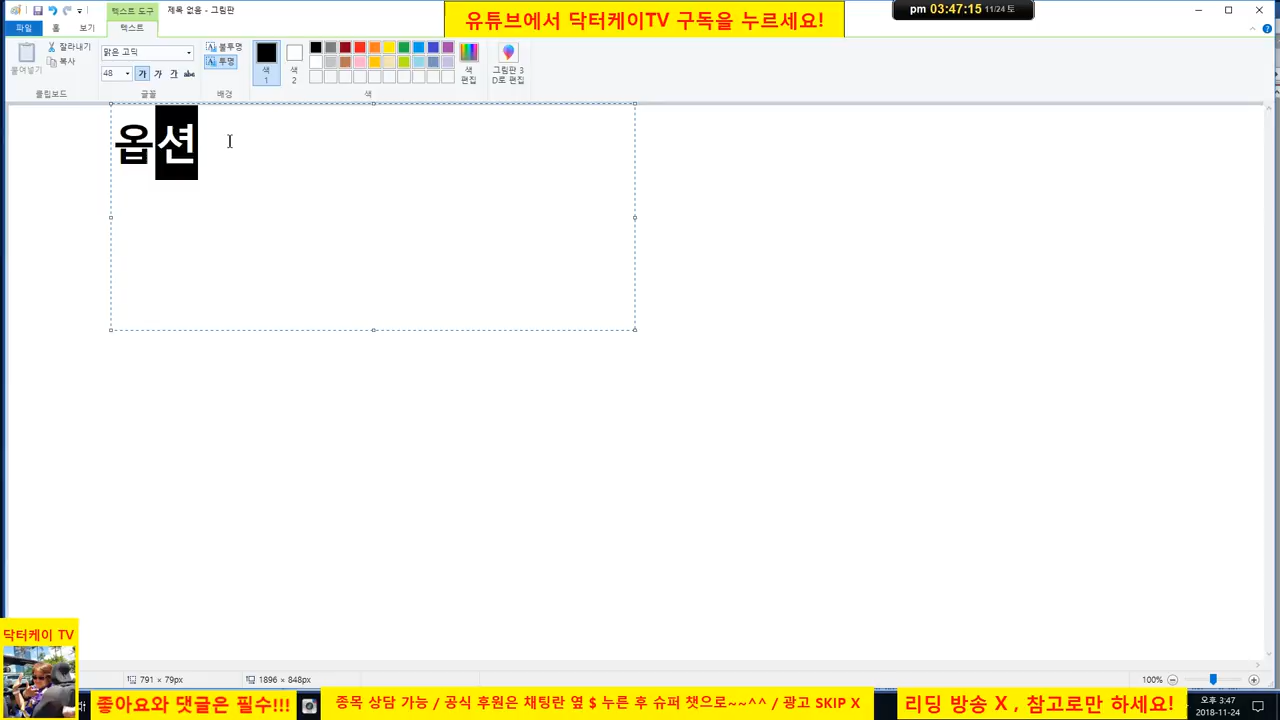 텍스트 도구
제목 없음 - 그림판
유튜브에서 닥터케이TV 구독을 누르세요!
pm 03:47:15 11/24 토
파일
홈
보기
텍스트
붙여넣기
잘라내기
복사
클립보드
맑은 고딕
48
가 가 가 abc
글꼴
불투명
투명
배경
색
1
색
2
색
색
편집
그림판 3
D로 편집
옵션
닥터케이 TV
791 × 79px
1896 × 848px
100%
좋아요와 댓글은 필수!!!
종목 상담 가능 / 공식 후원은 채팅란 옆 $ 누른 후 슈퍼 챗으로~~^^ / 광고 SKIP X
리딩 방송 X , 참고로만 하세요!
오후 3:47
2018-11-24